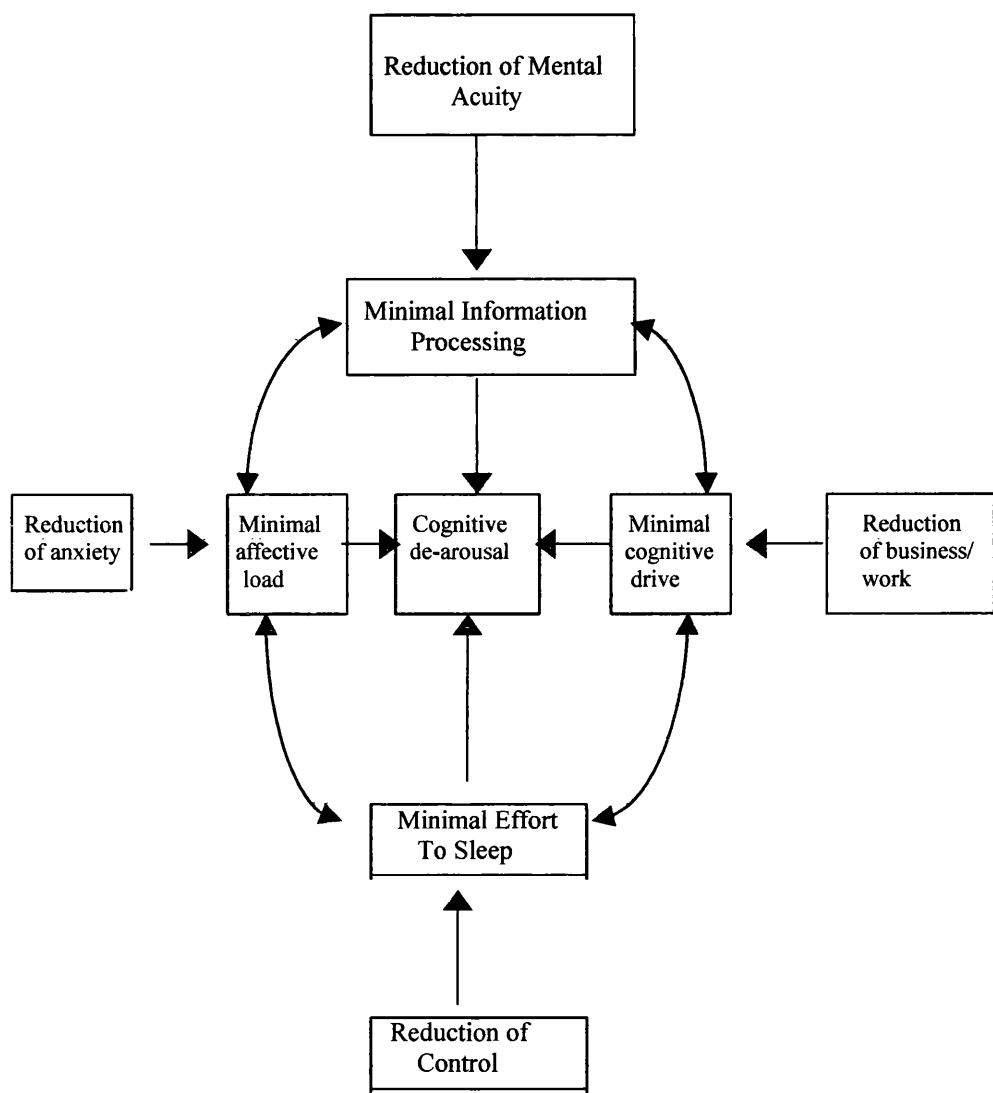 Reduction of Mental
Acuity
Minimal Information
Processing
Reduction
of anxiety
Minimal
affective
load
Cognitive
de-arousal
Minimal
cognitive
drive
Reduction
of business/
work
Minimal Effort
To Sleep
Reduction of
Control